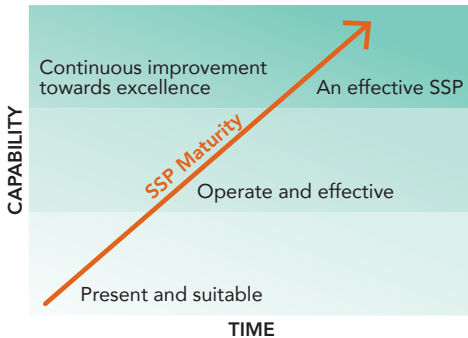 Continuous improvement
towards excellence
An effective SSP
CAPABILITY
SSP Maturity
Operate and effective
Present and suitable
TIME